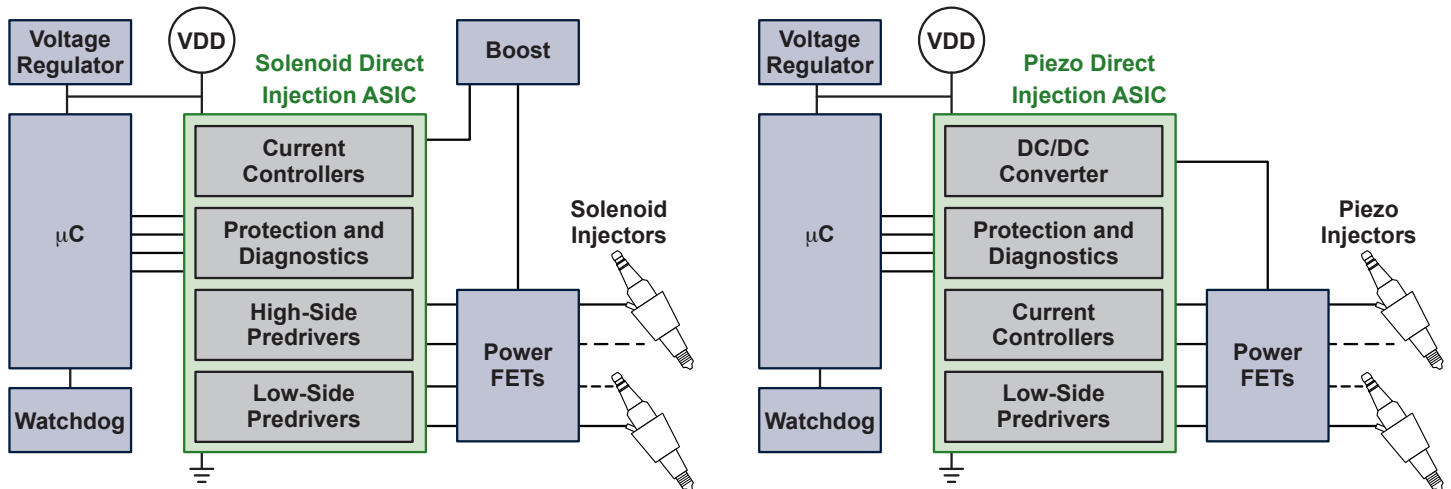 Voltage
Regulator
VDD
Solenoid Direct
Injection ASIC
Boost
μC
Current
Controllers
Protection and
Diagnostics
High-Side
Predrivers
Low-Side
Predrivers
Watchdog
Power
FETs
Solenoid
Injectors
Voltage
Regulator
VDD
Piezo Direct
Injection ASIC
μC
DC/DC
Converter
Protection and
Diagnostics
Current
Controllers
Low-Side
Predrivers
Watchdog
Power
FETs
Piezo
Injectors